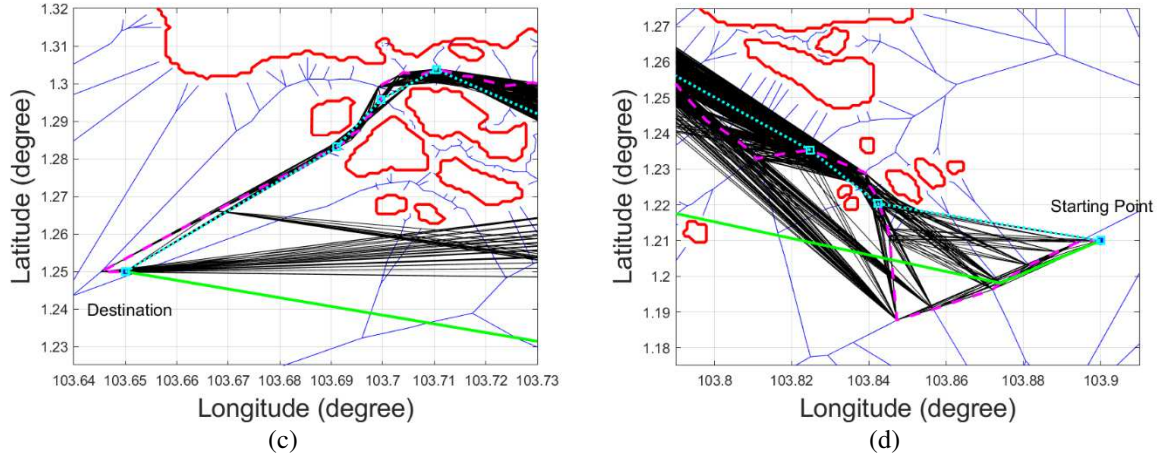 1.32
1.31
1.3
1.29
1.28
1.27
1.26
1.25
1.24
1.23
Latitude (degree)
Destination
103.64 103.65 103.66 103.67 103.68 103.69 103.7 103.71 103.72 103.73
Longitude (degree)
(c)
1.27
1.26
1.25
1.24
1.23
1.22
1.21
1.2
1.19
1.18
Latitude (degree)
Starting Point
103.8 103.82 103.84 103.86 103.88 103.9
Longitude (degree)
(d)